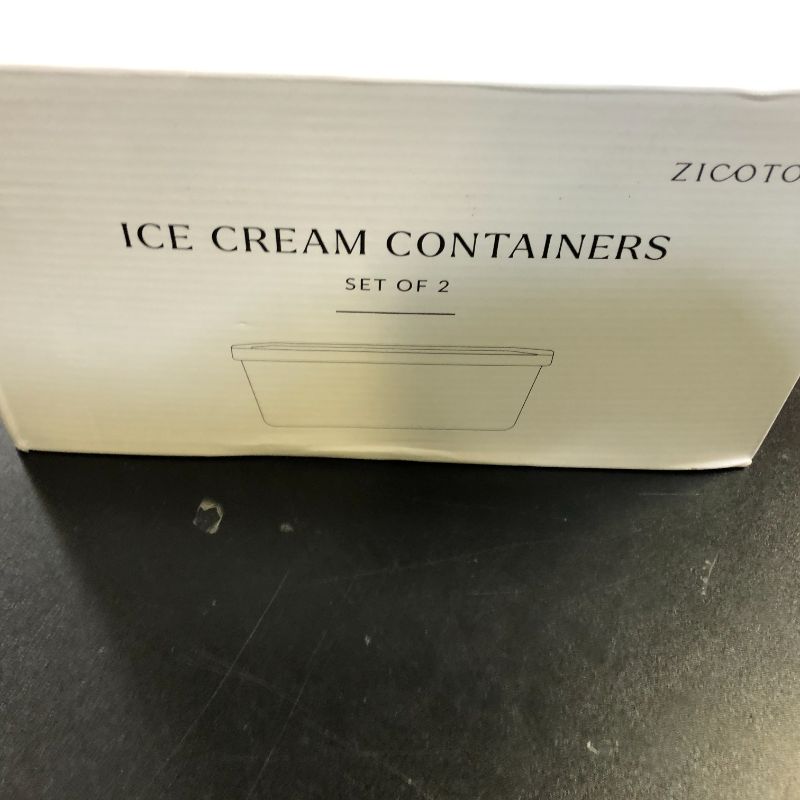 ZICOTO
ICE CREAM CONTAINERS
SET OF 2